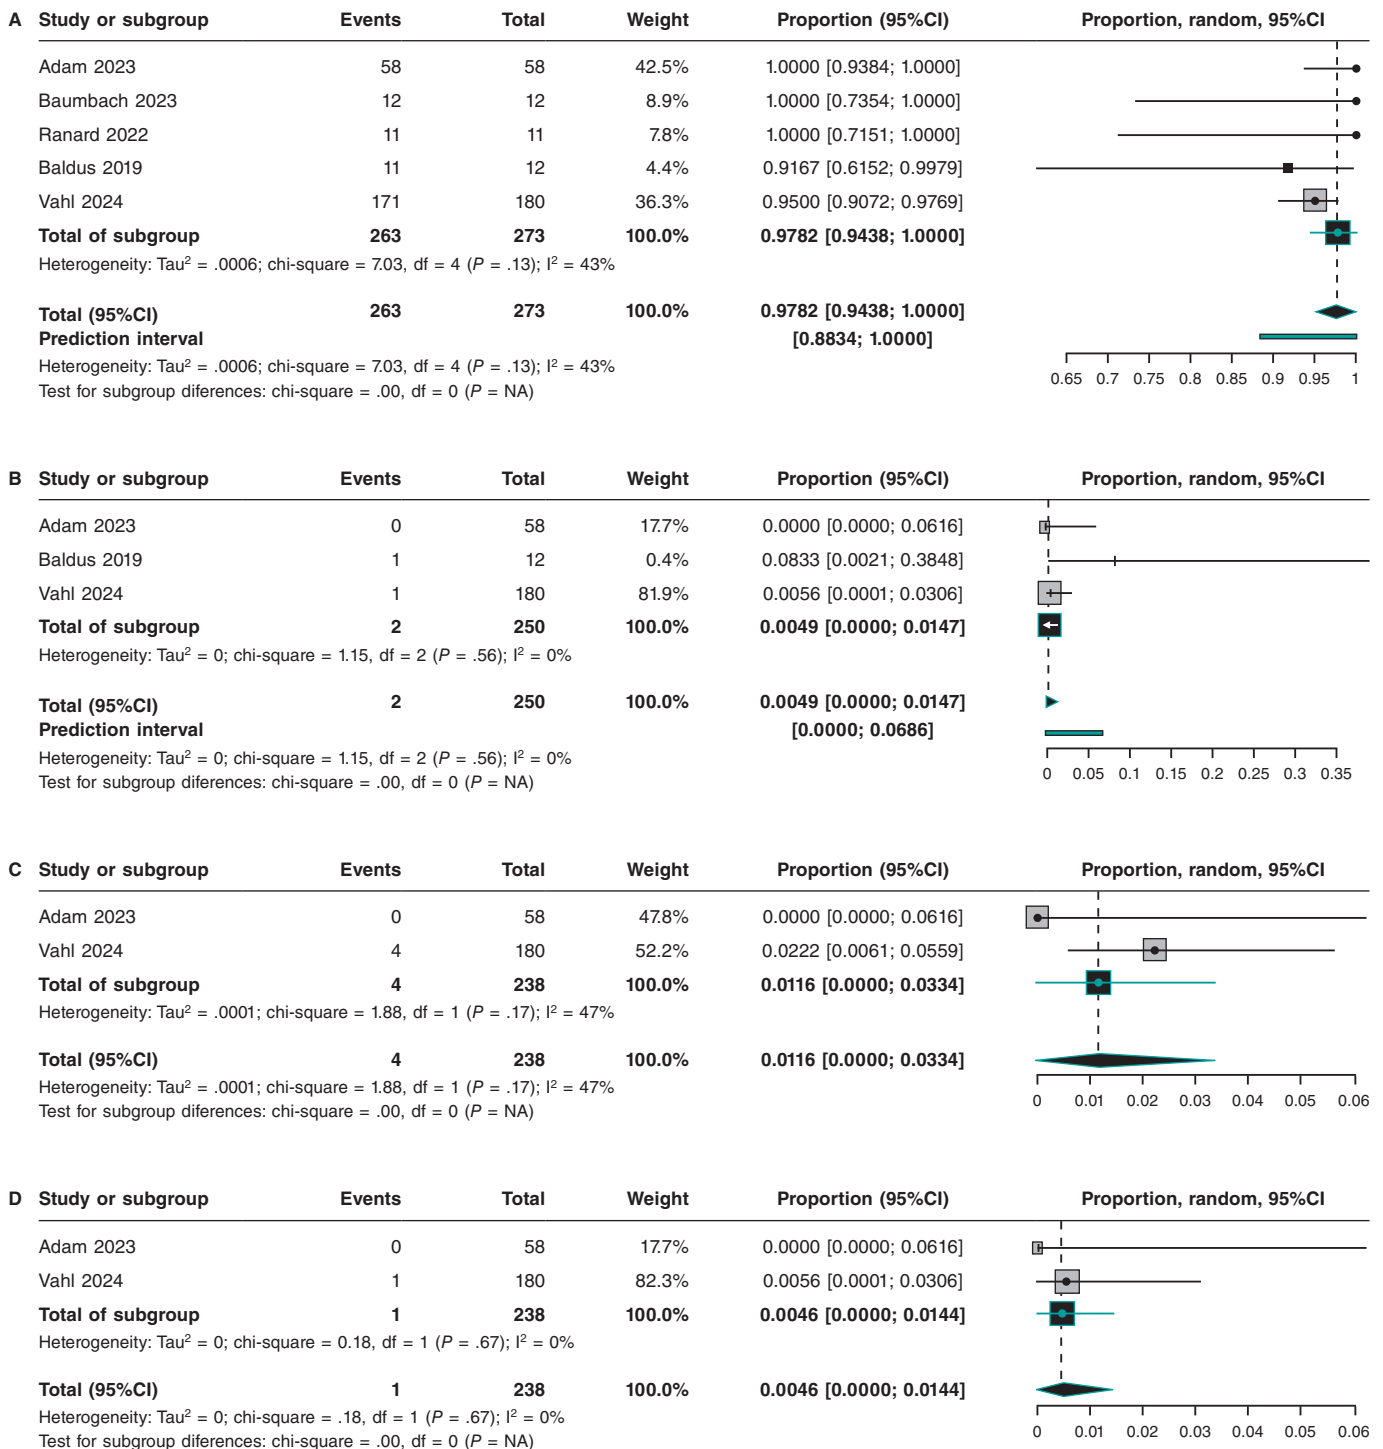 A Study or subgroup Events Total Weight Proportion (95%CI) Proportion, random, 95%CI
Adam 2023 58 58 42.5% 1.0000 [0.9384; 1.0000]
Baumbach 2023 12 12 8.9% 1.0000 [0.7354; 1.0000]
Ranard 2022 11 11 7.8% 1.0000 [0.7151; 1.0000]
Baldus 2019 11 12 4.4% 0.9167 [0.6152; 0.9979]
Vahl 2024 171 180 36.3% 0.9500 [0.9072; 0.9769]
Total of subgroup 263 273 100.0% 0.9782 [0.9438; 1.0000]
Heterogeneity: Tau² = .0006; chi-square = 7.03, df = 4 (P = .13); I² = 43%
Total (95%CI) 263 273 100.0% 0.9782 [0.9438; 1.0000]
Prediction interval [0.8834; 1.0000]
Heterogeneity: Tau² = .0006; chi-square = 7.03, df = 4 (P = .13); I² = 43%
0.65 0.7 0.75 0.8 0.85 0.9 0.95 1
Test for subgroup diferences: chi-square = .00, df = 0 (P = NA)
B Study or subgroup Events Total Weight Proportion (95%CI) Proportion, random, 95%CI
Adam 2023 0 58 17.7% 0.0000 [0.0000; 0.0616]
Baldus 2019 1 12 0.4% 0.0833 [0.0021; 0.3848]
Vahl 2024 1 180 81.9% 0.0056 [0.0001; 0.0306]
Total of subgroup 2 250 100.0% 0.0049 [0.0000; 0.0147]
Heterogeneity: Tau² = 0; chi-square = 1.15, df = 2 (P = .56); I² = 0%
Total (95%CI) 2 250 100.0% 0.0049 [0.0000; 0.0147]
Prediction interval [0.0000; 0.0686]
Heterogeneity: Tau² = 0; chi-square = 1.15, df = 2 (P = .56); I² = 0%
0 0.05 0.1 0.15 0.2 0.25 0.3 0.35
Test for subgroup diferences: chi-square = .00, df = 0 (P = NA)
C Study or subgroup Events Total Weight Proportion (95%CI) Proportion, random, 95%CI
Adam 2023 0 58 47.8% 0.0000 [0.0000; 0.0616]
Vahl 2024 4 180 52.2% 0.0222 [0.0061; 0.0559]
Total of subgroup 4 238 100.0% 0.0116 [0.0000; 0.0334]
Heterogeneity: Tau² = .0001; chi-square = 1.88, df = 1 (P = .17); I² = 47%
Total (95%CI) 4 238 100.0% 0.0116 [0.0000; 0.0334]
Heterogeneity: Tau² = .0001; chi-square = 1.88, df = 1 (P = .17); I² = 47%
0 0.01 0.02 0.03 0.04 0.05 0.06
Test for subgroup diferences: chi-square = .00, df = 0 (P = NA)
D Study or subgroup Events Total Weight Proportion (95%CI) Proportion, random, 95%CI
Adam 2023 0 58 17.7% 0.0000 [0.0000; 0.0616]
Vahl 2024 1 180 82.3% 0.0056 [0.0001; 0.0306]
Total of subgroup 1 238 100.0% 0.0046 [0.0000; 0.0144]
Heterogeneity: Tau² = 0; chi-square = 0.18, df = 1 (P = .67); I² = 0%
Total (95%CI) 1 238 100.0% 0.0046 [0.0000; 0.0144]
Heterogeneity: Tau² = 0; chi-square = .18, df = 1 (P = .67); I² = 0%
0 0.01 0.02 0.03 0.04 0.05 0.06
Test for subgroup diferences: chi-square = .00, df = 0 (P = NA)